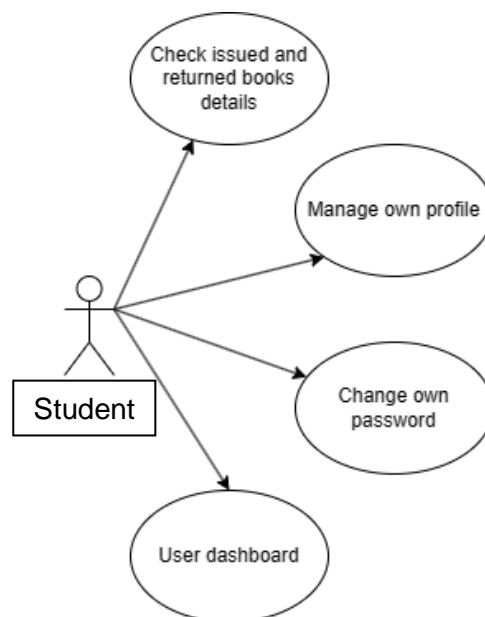 Check issued and
returned books
details
Manage own profile
Student
Change own
password
User dashboard